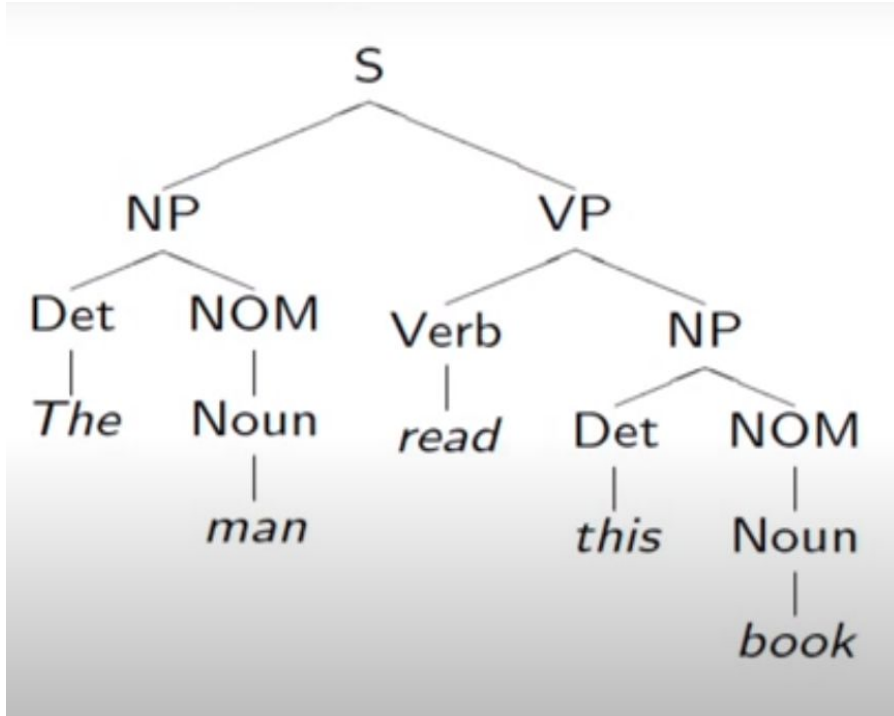 S
NP VP
Det NOM Verb NP
The Noun read Det NOM
man this Noun
book